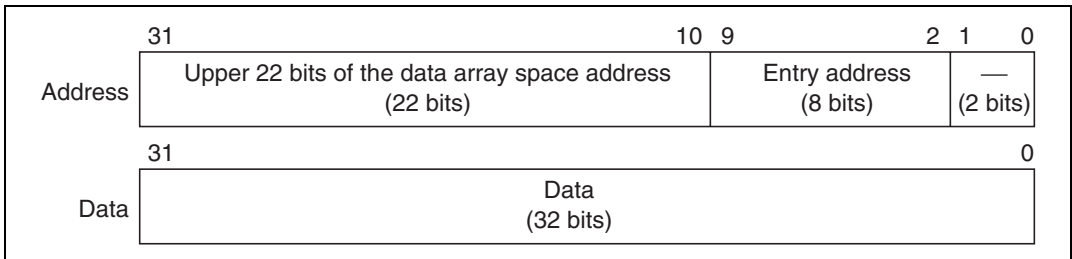 31 10 9 2 1 0
Address
Upper 22 bits of the data array space address
(22 bits)
Entry address
(8 bits)
—
(2 bits)
31 0
Data
Data
(32 bits)